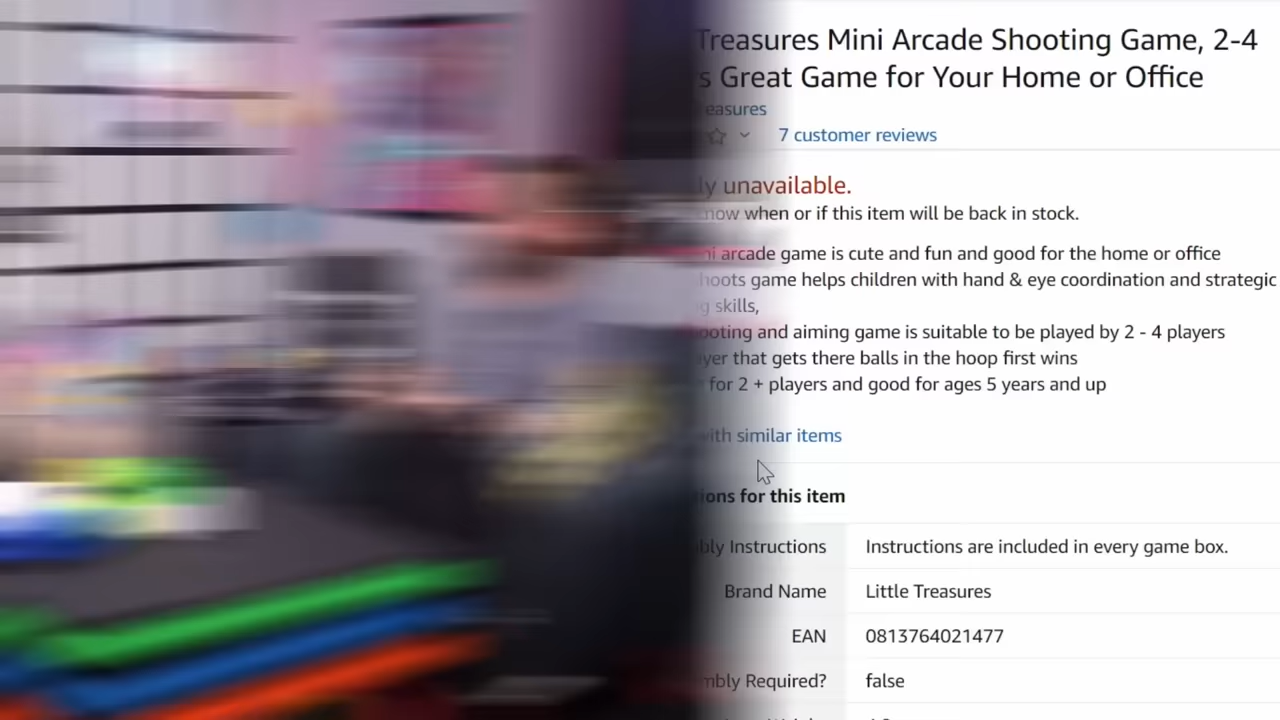 Treasures Mini Arcade Shooting Game, 2-4
s Great Game for Your Home or Office
easures
7 customer reviews
ly unavailable.
know when or if this item will be back in stock.
ni arcade game is cute and fun and good for the home or office
hoots game helps children with hand & eye coordination and strategic
g skills,
ooting and aiming game is suitable to be played by 2 - 4 players
ayer that gets there balls in the hoop first wins
for 2 + players and good for ages 5 years and up
with similar items
ions for this item
bly Instructions Instructions are included in every game box.
Brand Name Little Treasures
EAN 0813764021477
mbly Required? false